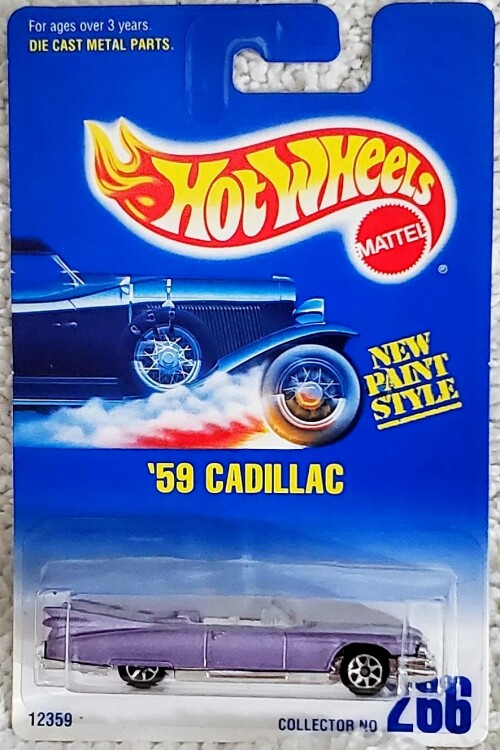 For ages over 3 years.
DIE CAST METAL PARTS.
HOT WHEELS
MATTEL
®
NEW
PAINT
STYLE
'59 CADILLAC
12359
COLLECTOR NO 266